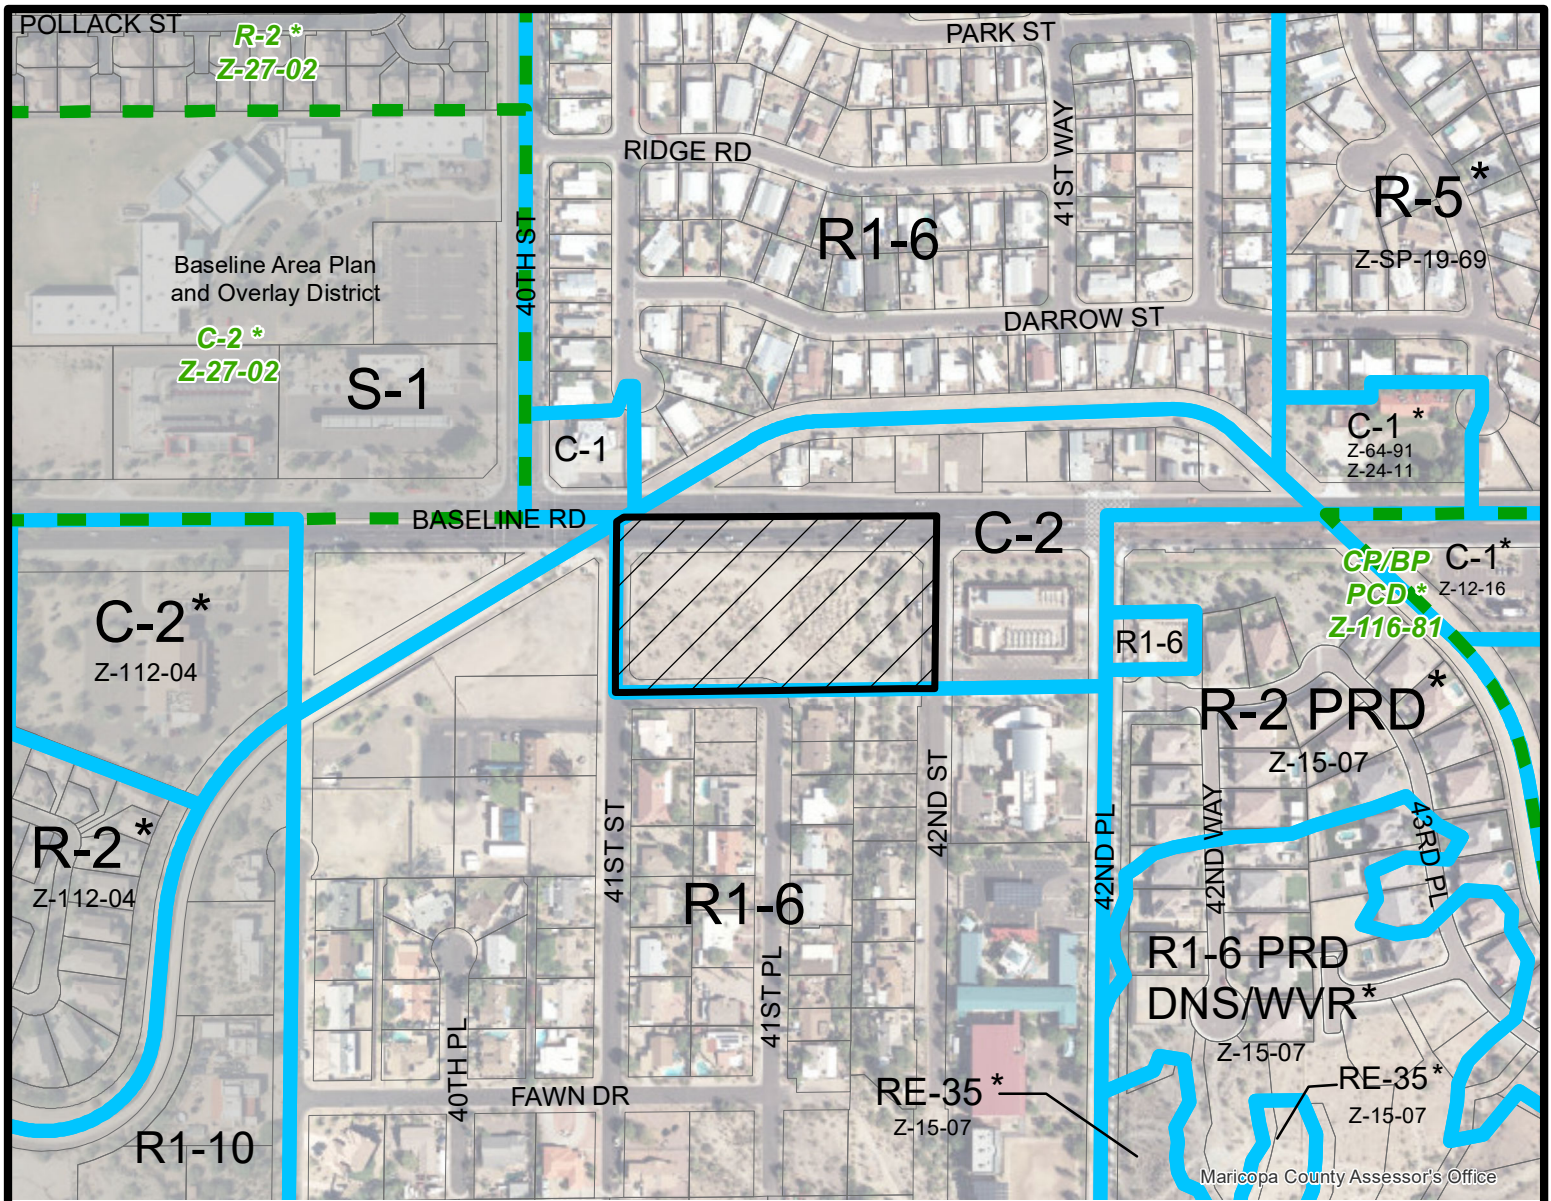 POLLACK ST
R-2 *
Z-27-02
PARK ST
RIDGE RD
41ST WAY
R-5*
Z-SP-19-69
R1-6
40TH ST
Baseline Area Plan
and Overlay District
C-2 *
Z-27-02
S-1
DARROW ST
C-1
C-1 *
Z-64-91
Z-24-11
BASELINE RD
C-2
CP/BP
PCD *
Z-116-81
C-1*
Z-12-16
C-2*
Z-112-04
R1-6
R-2 PRD*
Z-15-07
R-2 *
Z-112-04
41ST ST
42ND ST
42ND PL
42ND WAY
43RD PL
R1-6
41ST PL
R1-6 PRD
DNS/WVR*
Z-15-07
40TH PL
FAWN DR
RE-35 *
Z-15-07
RE-35 *
Z-15-07
R1-10
Maricopa County Assessor's Office